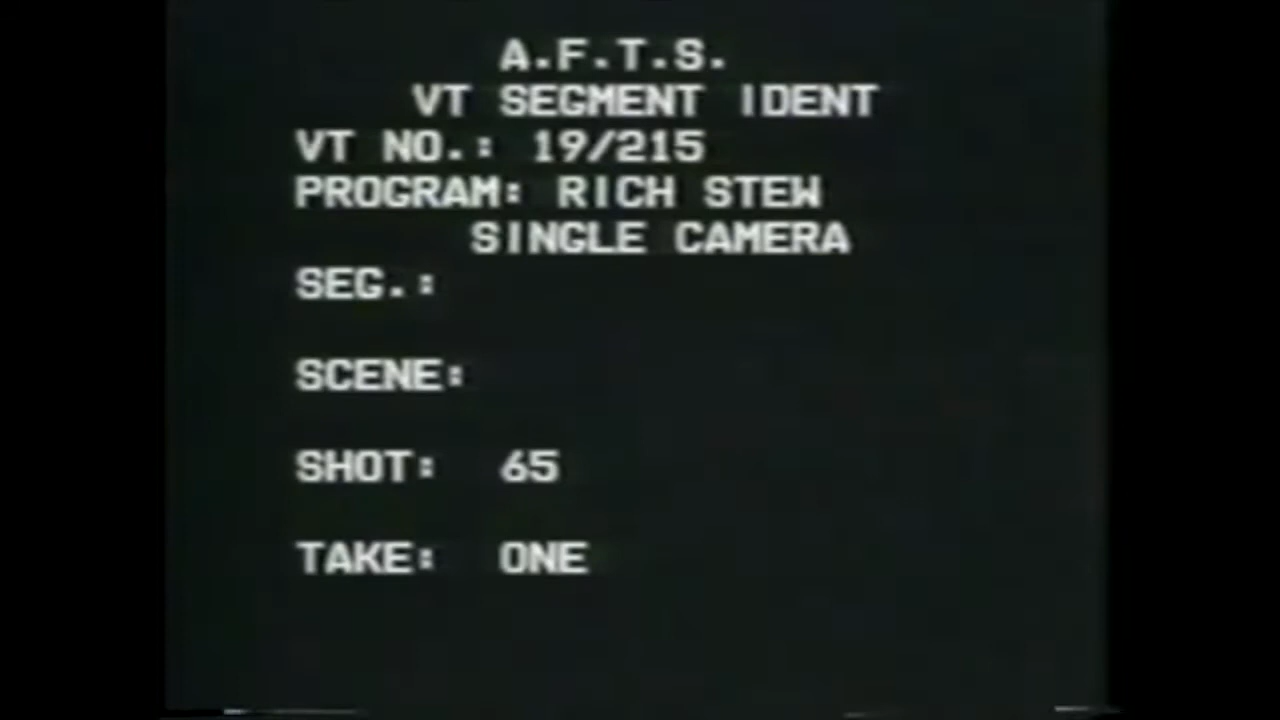 A.F.T.S.
VT SEGMENT IDENT
VT NO.: 19/215
PROGRAM: RICH STEW
SINGLE CAMERA
SEG.:
SCENE:
SHOT: 65
TAKE: ONE